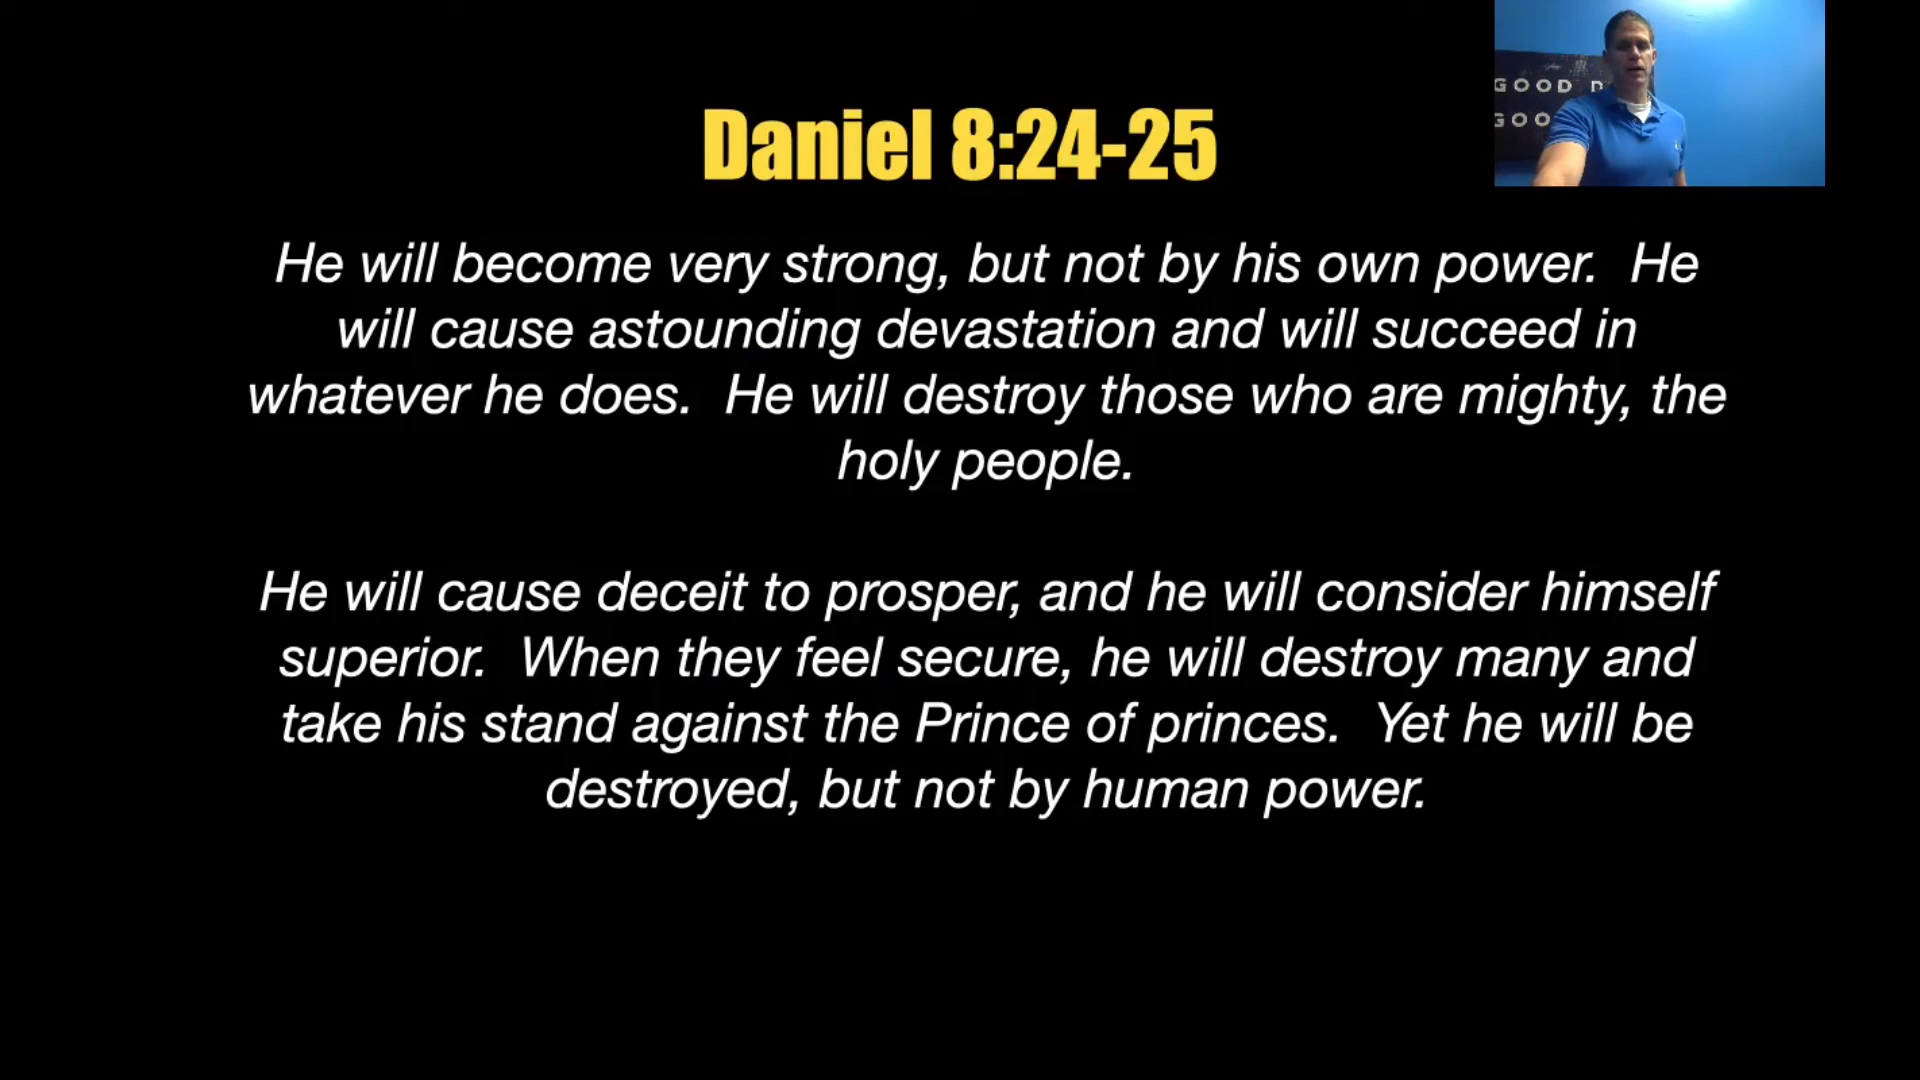 Daniel 8:24-25
GOOD D
GOO
He will become very strong, but not by his own power. He
will cause astounding devastation and will succeed in
whatever he does. He will destroy those who are mighty, the
holy people.
He will cause deceit to prosper, and he will consider himself
superior. When they feel secure, he will destroy many and
take his stand against the Prince of princes. Yet he will be
destroyed, but not by human power.